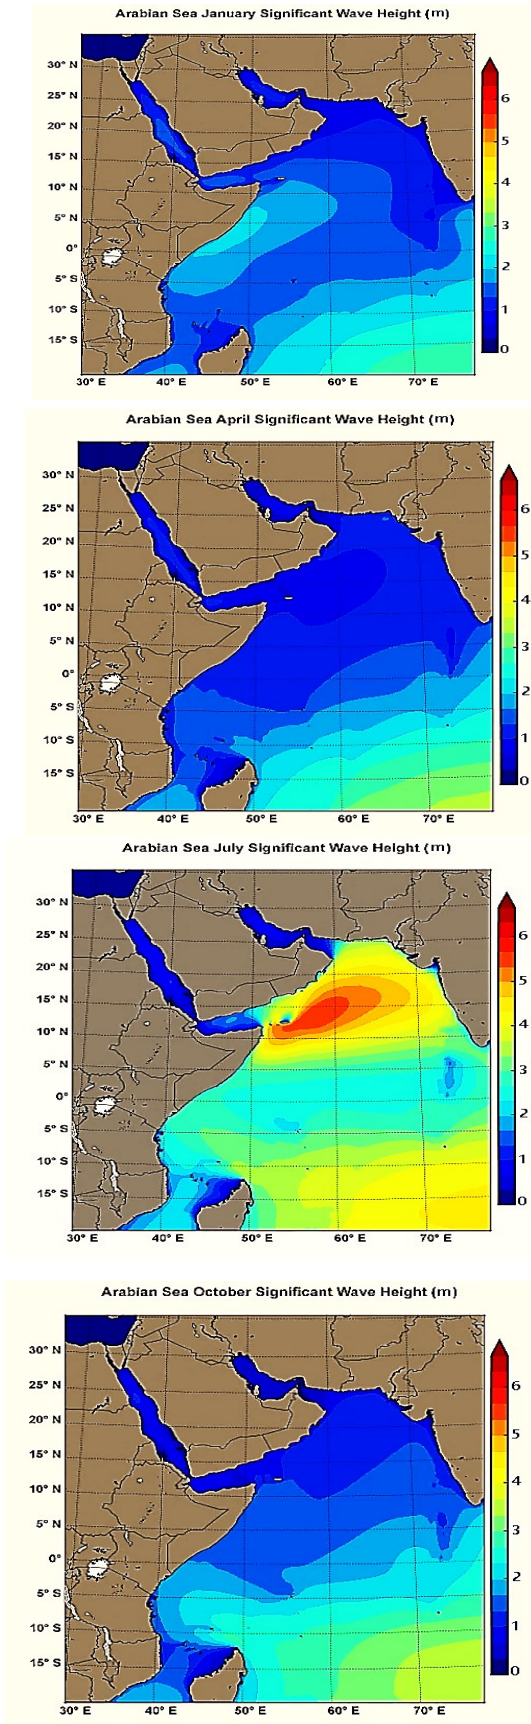 Arabian Sea January Significant Wave Height (m)
30° N
25° N
20° N
15° N
10° N
5° N
0°
5° S
10° S
15° S
30° E 40° E 50° E 60° E 70° E
6
5
4
3
2
1
0
Arabian Sea April Significant Wave Height (m)
30° N
25° N
20° N
15° N
10° N
5° N
0°
5° S
10° S
15° S
30° E 40° E 50° E 60° E 70° E
6
5
4
3
2
1
0
Arabian Sea July Significant Wave Height (m)
30° N
25° N
20° N
15° N
10° N
5° N
0°
5° S
10° S
15° S
30° E 40° E 50° E 60° E 70° E
6
5
4
3
2
1
0
Arabian Sea October Significant Wave Height (m)
30° N
25° N
20° N
15° N
10° N
5° N
0°
5° S
10° S
15° S
30° E 40° E 50° E 60° E 70° E
6
5
4
3
2
1
0